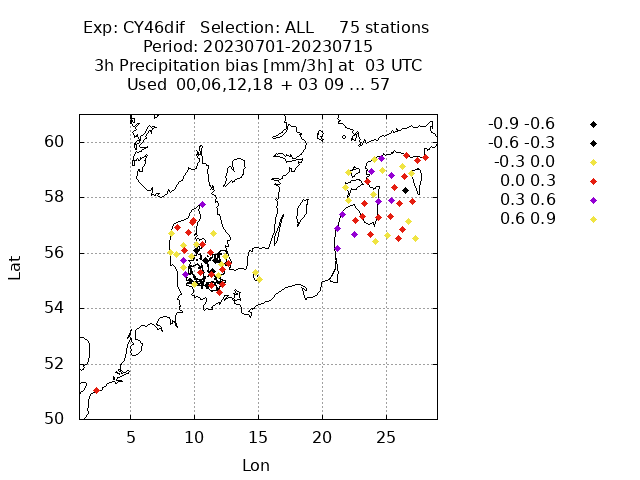 Exp: CY46dif   Selection: ALL     75 stations
Period: 20230701-20230715
3h Precipitation bias [mm/3h] at  03 UTC
Used  00,06,12,18  + 03 09 ... 57
-0.9 -0.6
-0.6 -0.3
-0.3 0.0
0.0 0.3
0.3 0.6
0.6 0.9
60
58
56
54
52
50
Lat
5 10 15 20 25
Lon